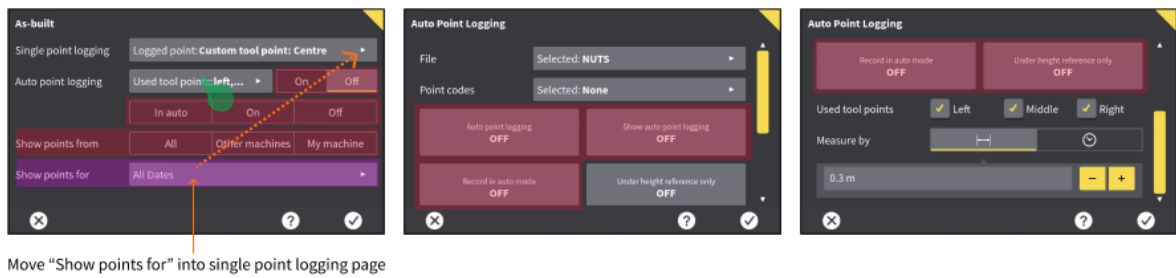 As-built
Single point logging
Logged point: Custom tool point: Centre
Auto point logging
Used tool points: left,...
On
Off
In auto
On
Off
Show points from
All
Other machines
My machine
Show points for
All Dates
?
Move “Show points for” into single point logging page
Auto Point Logging
File
Selected: NUTS
Point codes
Selected: None
Auto point logging
OFF
Show auto point logging
OFF
Record in auto mode
OFF
Under height reference only
OFF
?
Auto Point Logging
Record in auto mode
OFF
Under height reference only
OFF
Used tool points
Left
Middle
Right
Measure by
0.3 m
− +
?